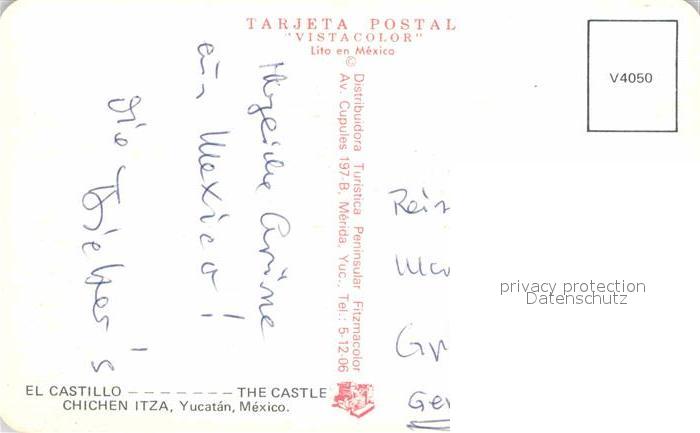 TARJETA POSTAL
"VISTACOLOR"
Lito en México
©
Distribuidora Turística Peninsular Fitzmacolor
Av. Cupules 197-B, Mérida, Yuc., Tel.: 5-12-06
V4050
Herzliche Grüsse
aus Mexico!
die
EL CASTILLO – – – – – – – THE CASTLE
CHICHEN ITZA, Yucatán, México.
privacy protection
Datenschutz